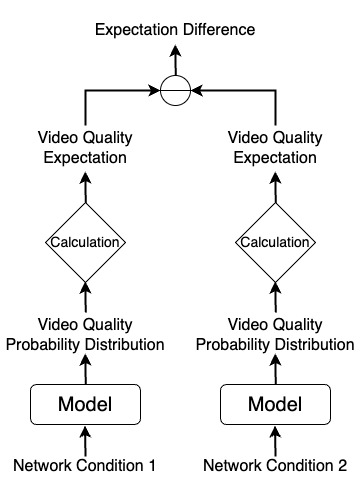 Expectation Difference
Video Quality
Expectation
Video Quality
Expectation
Calculation
Calculation
Video Quality
Probability Distribution
Video Quality
Probability Distribution
Model
Model
Network Condition 1
Network Condition 2